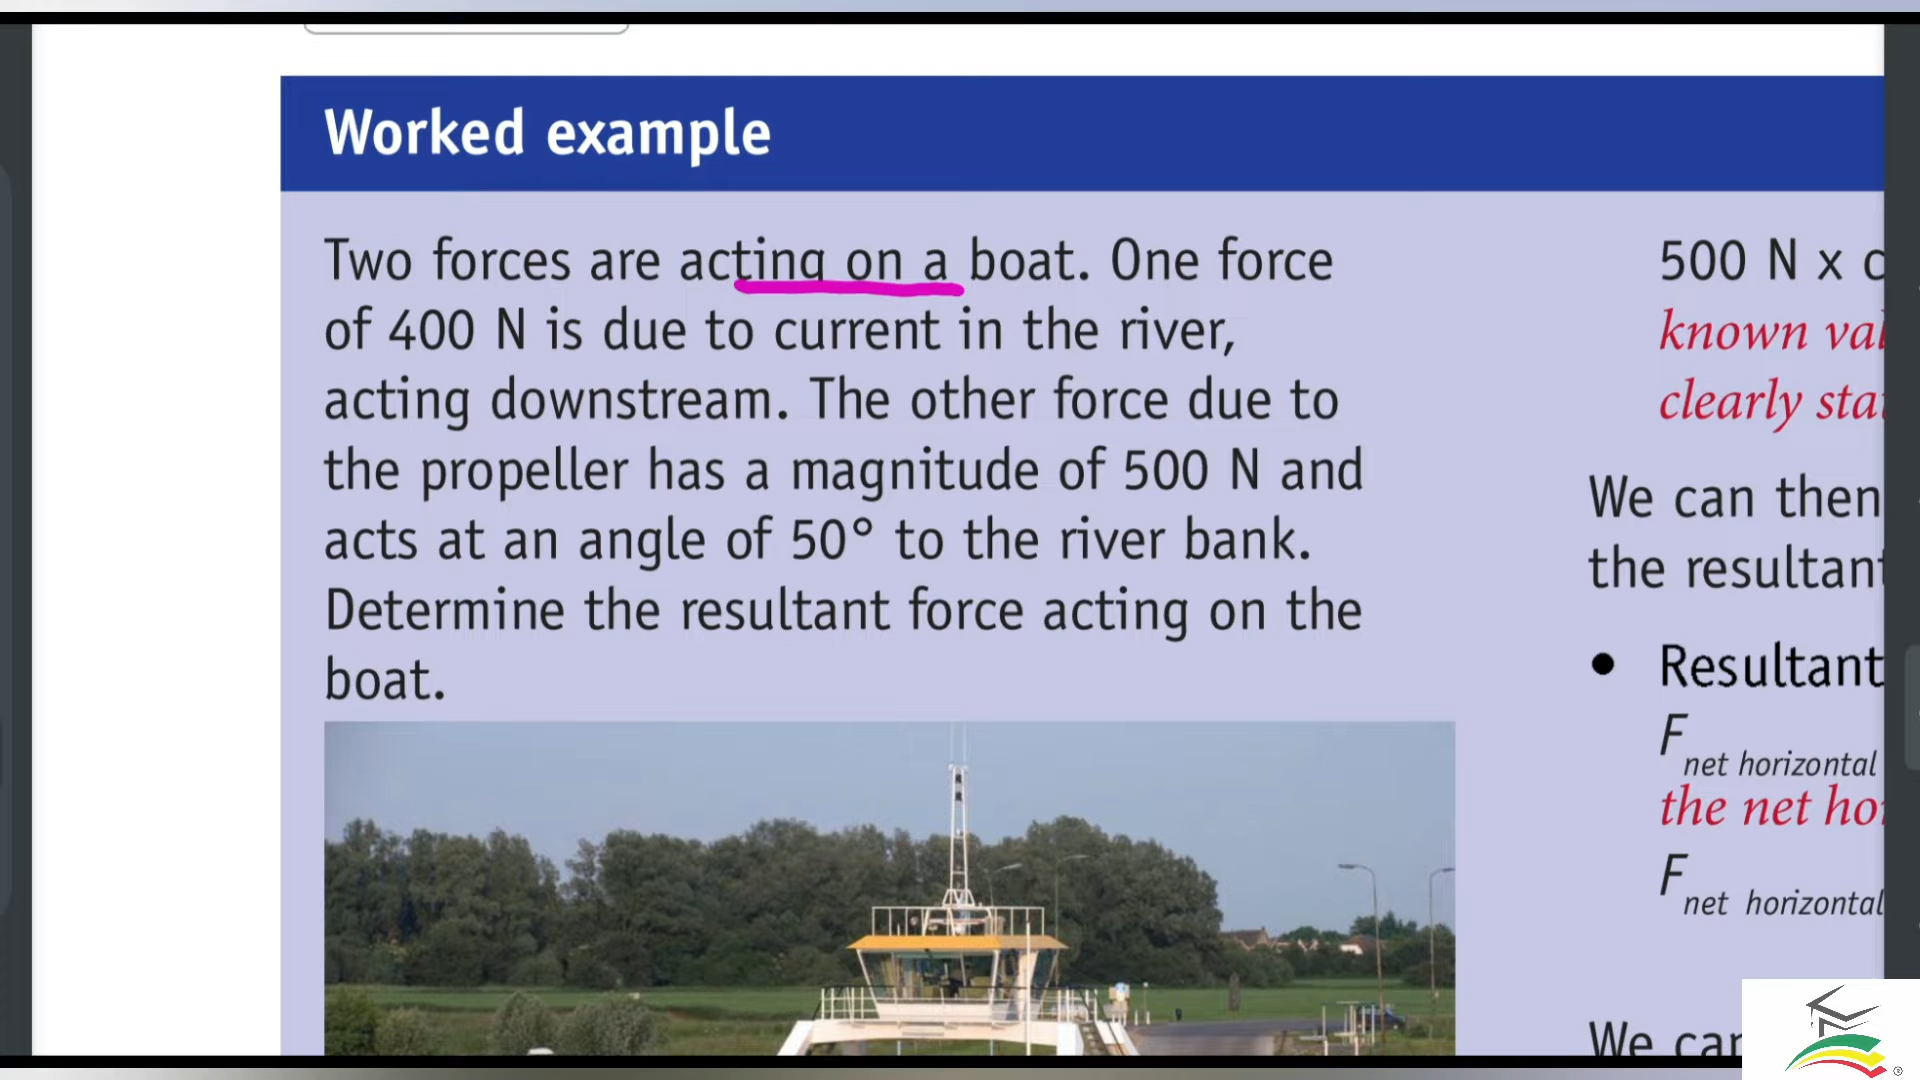 Worked example
Two forces are acting on a boat. One force
of 400 N is due to current in the river,
acting downstream. The other force due to
the propeller has a magnitude of 500 N and
acts at an angle of 50° to the river bank.
Determine the resultant force acting on the
boat.
500 N x
known
clearly
We can then
the resultant
• Resultant
F net horizontal
the net
F net horizontal
We
®